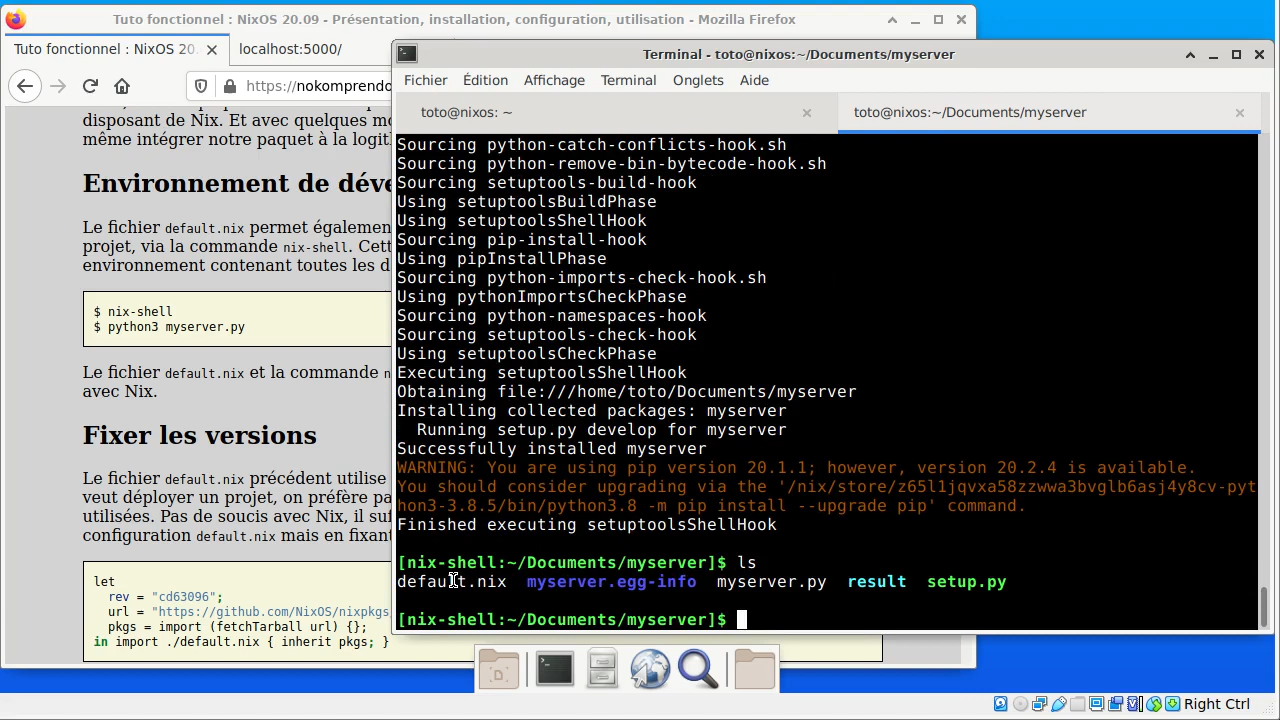 Tuto fonctionnel : NixOS 20.09 - Présentation, installation, configuration, utilisation - Mozilla Firefox
Tuto fonctionnel : NixOS 20.
localhost:5000/
https://nokomprendo
disposant de Nix. Et avec quelques mo
même intégrer notre paquet à la logit
Environnement de déve
Le fichier default.nix permet également
projet, via la commande nix-shell. Cett
environnement contenant toutes les d
$ nix-shell
$ python3 myserver.py
Le fichier default.nix et la commande n
avec Nix.
Fixer les versions
Le fichier default.nix précédent utilise
veut déployer un projet, on préfère pa
utilisées. Pas de soucis avec Nix, il suf
configuration default.nix mais en fixant
let
rev = "cd63096";
url = "https://github.com/NixOS/nixpkgs
pkgs = import (fetchTarball url) {};
in import ./default.nix { inherit pkgs; }
Terminal - toto@nixos:~/Documents/myserver
Fichier Édition Affichage Terminal Onglets Aide
toto@nixos: ~
toto@nixos:~/Documents/myserver
Sourcing python-catch-conflicts-hook.sh
Sourcing python-remove-bin-bytecode-hook.sh
Sourcing setuptools-build-hook
Using setuptoolsBuildPhase
Using setuptoolsShellHook
Sourcing pip-install-hook
Using pipInstallPhase
Sourcing python-imports-check-hook.sh
Using pythonImportsCheckPhase
Sourcing python-namespaces-hook
Sourcing setuptools-check-hook
Using setuptoolsCheckPhase
Executing setuptoolsShellHook
Obtaining file:///home/toto/Documents/myserver
Installing collected packages: myserver
Running setup.py develop for myserver
Successfully installed myserver
WARNING: You are using pip version 20.1.1; however, version 20.2.4 is available.
You should consider upgrading via the '/nix/store/z65l1jqvxa58zzwwa3bvglb6asj4y8cv-pyt
hon3-3.8.5/bin/python3.8 -m pip install --upgrade pip' command.
Finished executing setuptoolsShellHook
[nix-shell:~/Documents/myserver]$ ls
default.nix myserver.egg-info myserver.py result setup.py
[nix-shell:~/Documents/myserver]$
Right Ctrl